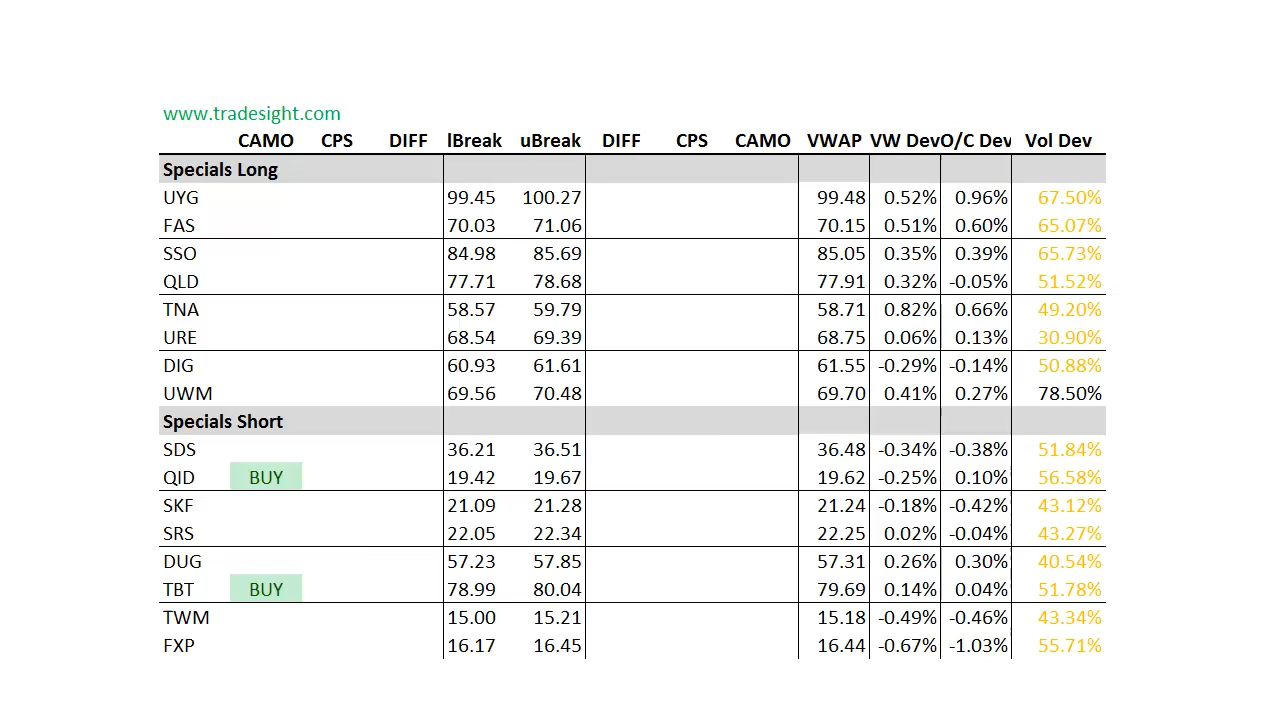 www.tradesight.com
CAMO CPS DIFF lBreak uBreak DIFF CPS CAMO VWAP VW Dev O/C Dev Vol Dev
Specials Long
UYG 99.45 100.27 99.48 0.52% 0.96% 67.50%
FAS 70.03 71.06 70.15 0.51% 0.60% 65.07%
SSO 84.98 85.69 85.05 0.35% 0.39% 65.73%
QLD 77.71 78.68 77.91 0.32% -0.05% 51.52%
TNA 58.57 59.79 58.71 0.82% 0.66% 49.20%
URE 68.54 69.39 68.75 0.06% 0.13% 30.90%
DIG 60.93 61.61 61.55 -0.29% -0.14% 50.88%
UWM 69.56 70.48 69.70 0.41% 0.27% 78.50%
Specials Short
SDS 36.21 36.51 36.48 -0.34% -0.38% 51.84%
QID BUY 19.42 19.67 19.62 -0.25% 0.10% 56.58%
SKF 21.09 21.28 21.24 -0.18% -0.42% 43.12%
SRS 22.05 22.34 22.25 0.02% -0.04% 43.27%
DUG 57.23 57.85 57.31 0.26% 0.30% 40.54%
TBT BUY 78.99 80.04 79.69 0.14% 0.04% 51.78%
TWM 15.00 15.21 15.18 -0.49% -0.46% 43.34%
FXP 16.17 16.45 16.44 -0.67% -1.03% 55.71%